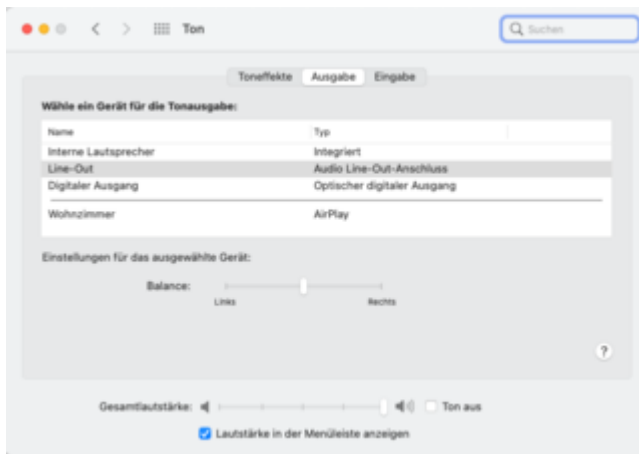 Ton
Suchen
Toneffekte Ausgabe Eingabe
Wähle ein Gerät für die Tonausgabe:
Name Typ
Interne Lautsprecher Integriert
Line-Out Audio Line-Out-Anschluss
Digitaler Ausgang Optischer digitaler Ausgang
Wohnzimmer AirPlay
Einstellungen für das ausgewählte Gerät:
Balance:
Links Rechts
?
Gesamtlautstärke: Ton aus
Lautstärke in der Menüleiste anzeigen